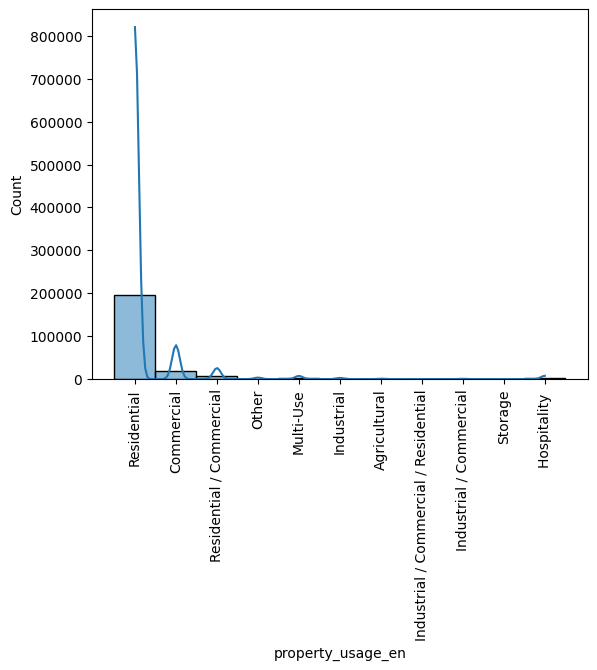 800000
700000
600000
500000
400000
300000
200000
100000
0
Count
Residential
Commercial
Residential / Commercial
Other
Multi-Use
Industrial
Agricultural
Industrial / Commercial / Residential
Industrial / Commercial
Storage
Hospitality
property_usage_en